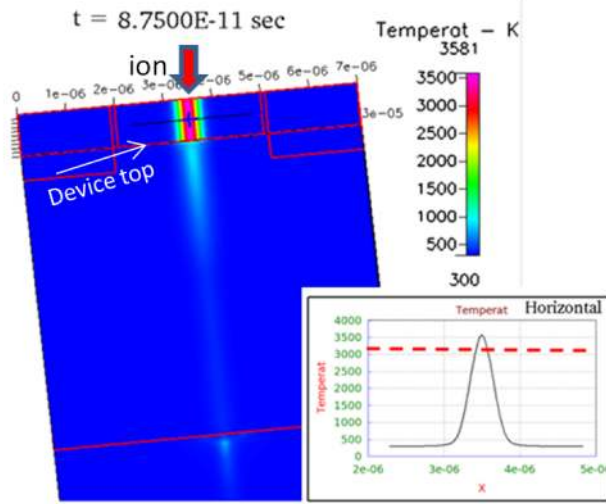 t = 8.7500E-11 sec
Temperat – K
3581
ion
0 1e-06 2e-06 3e-06 4e-06 5e-06 6e-06 7e-06
3e-05
3500
3000
2500
2000
1500
1000
500
300
Device top
Temperat Horizontal
4000
3500
3000
2500
2000
1500
1000
500
0
Temperat
2e-06 3e-06 4e-06 5e-06
X